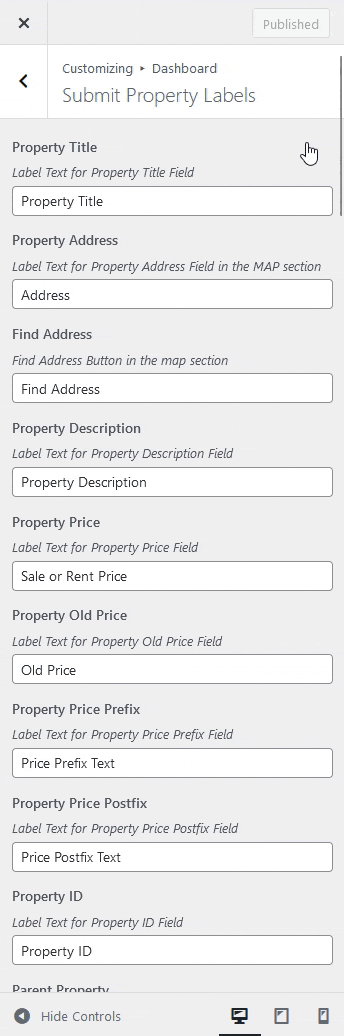 Published
Customizing ▸ Dashboard
Submit Property Labels
Property Title
Label Text for Property Title Field
Property Title
Property Address
Label Text for Property Address Field in the MAP section
Address
Find Address
Find Address Button in the map section
Find Address
Property Description
Label Text for Property Description Field
Property Description
Property Price
Label Text for Property Price Field
Sale or Rent Price
Property Old Price
Label Text for Property Old Price Field
Old Price
Property Price Prefix
Label Text for Property Price Prefix Field
Price Prefix Text
Property Price Postfix
Label Text for Property Price Postfix Field
Price Postfix Text
Property ID
Label Text for Property ID Field
Property ID
Parent Property
Hide Controls